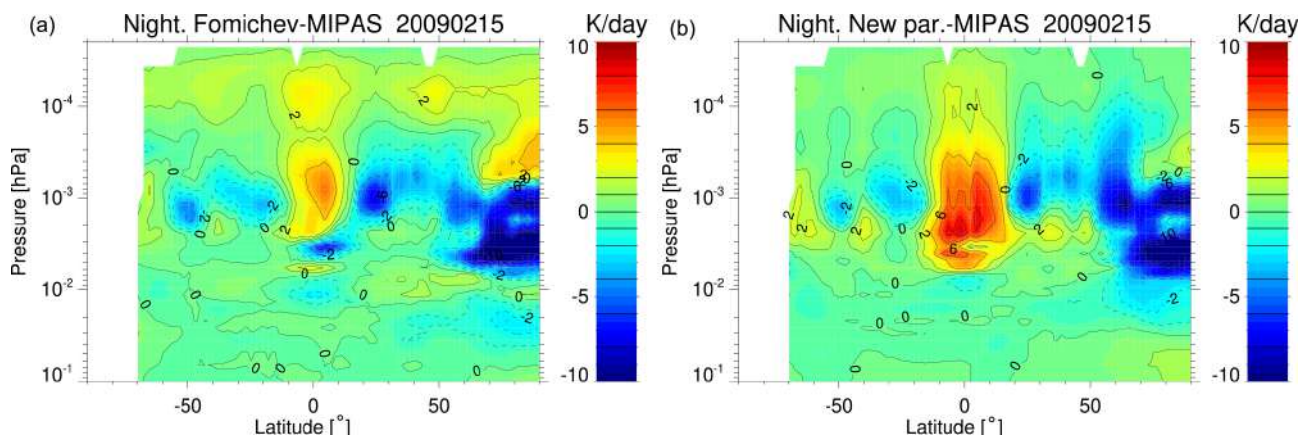 (a) Night. Fomichev-MIPAS 20090215 K/day
10
5
0
-5
-10
Pressure [hPa]
10-4
10-3
10-2
10-1
-50 0 50
Latitude [°]
(b) Night. New par.-MIPAS 20090215 K/day
10
5
0
-5
-10
Pressure [hPa]
10-4
10-3
10-2
10-1
-50 0 50
Latitude [°]